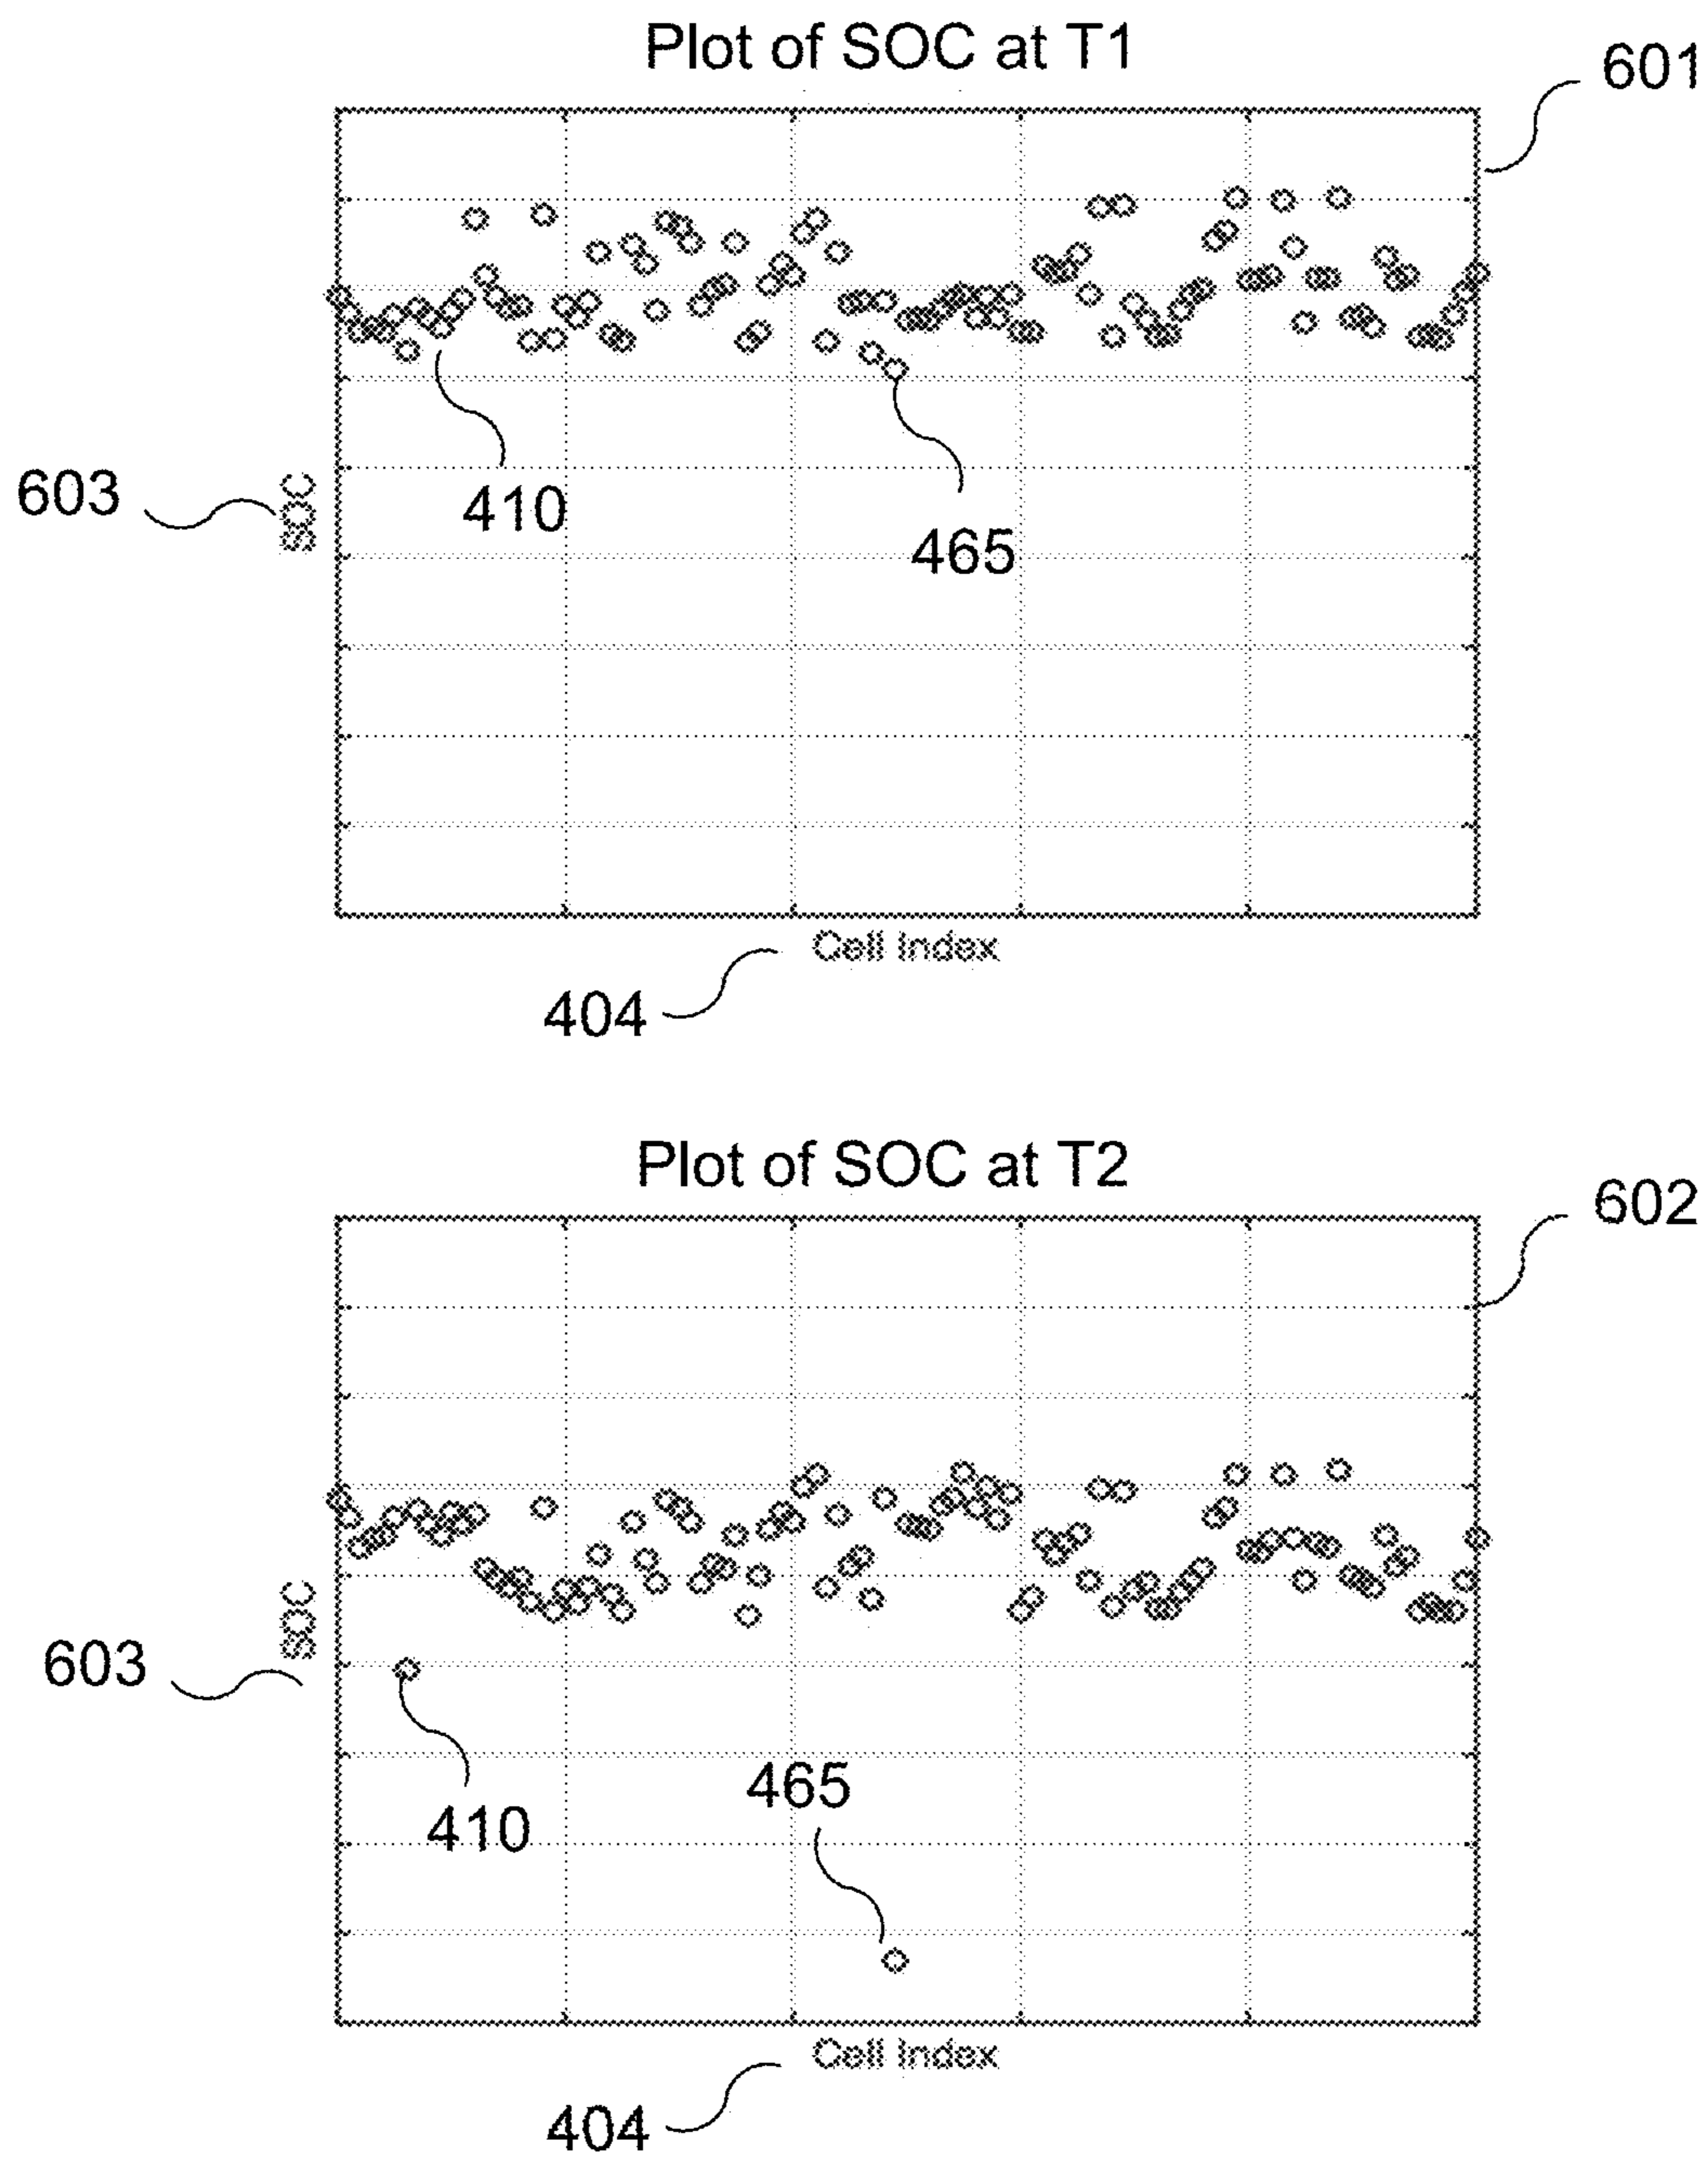 Plot of SOC at T1
601
603
SOC
410
465
Cell Index
404
Plot of SOC at T2
602
603
SOC
410
465
Cell Index
404